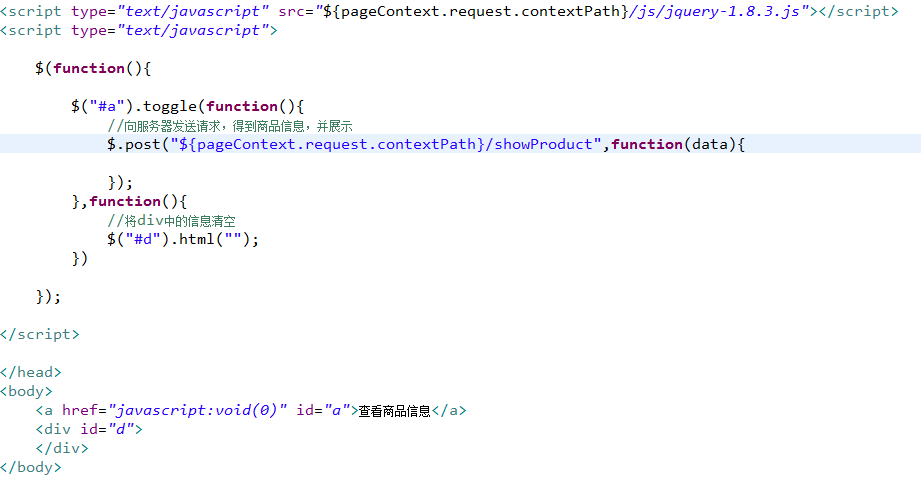 <script type="text/javascript" src="${pageContext.request.contextPath}/js/jquery-1.8.3.js"></script>
<script type="text/javascript">
$(function(){
$("#a").toggle(function(){
//向服务器发送请求，得到商品信息，并展示
$.post("${pageContext.request.contextPath}/showProduct",function(data){
});
},function(){
//将div中的信息清空
$("#d").html("");
})
});
</script>
</head>
<body>
<a href="javascript:void(0)" id="a">查看商品信息</a>
<div id="d">
</div>
</body>